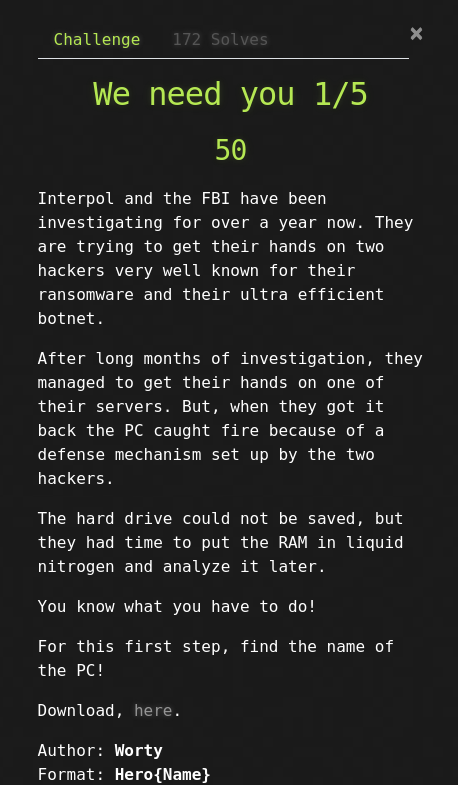 Challenge 172 Solves ×
We need you 1/5
50
Interpol and the FBI have been
investigating for over a year now. They
are trying to get their hands on two
hackers very well known for their
ransomware and their ultra efficient
botnet.
After long months of investigation, they
managed to get their hands on one of
their servers. But, when they got it
back the PC caught fire because of a
defense mechanism set up by the two
hackers.
The hard drive could not be saved, but
they had time to put the RAM in liquid
nitrogen and analyze it later.
You know what you have to do!
For this first step, find the name of
the PC!
Download, here.
Author: Worty
Format: Hero{Name}